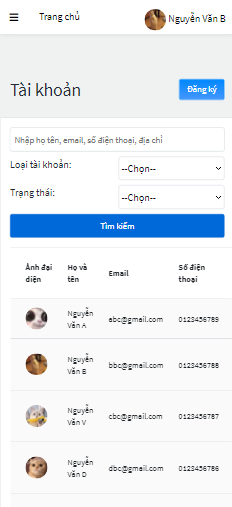 Trang chủ
Nguyễn Văn B
Tài khoản
Đăng ký
Nhập họ tên, email, số điện thoại, địa chỉ
Loại tài khoản:
--Chọn--
Trạng thái:
--Chọn--
Tìm kiếm
Ảnh đại diện
Họ và tên
Email
Số điện thoại
Nguyễn Văn A
abc@gmail.com
0123456789
Nguyễn Văn B
bbc@gmail.com
0123456788
Nguyễn Văn V
cbc@gmail.com
0123456787
Nguyễn Văn D
dbc@gmail.com
0123456786